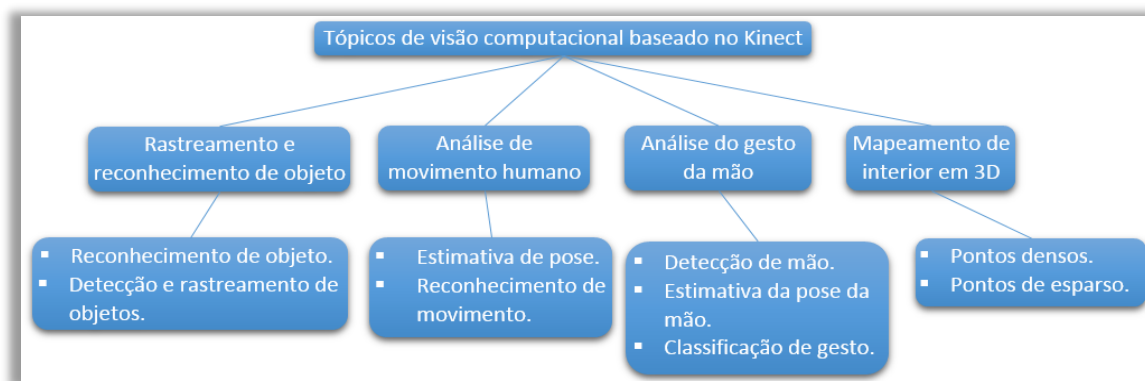 Tópicos de visão computacional baseado no Kinect
Rastreamento e
reconhecimento de objeto
Análise de
movimento humano
Análise do gesto
da mão
Mapeamento de
interior em 3D
▪ Reconhecimento de objeto.
▪ Detecção e rastreamento de
objetos.
▪ Estimativa de pose.
▪ Reconhecimento de
movimento.
▪ Detecção de mão.
▪ Estimativa da pose da
mão.
▪ Classificação de gesto.
▪ Pontos densos.
▪ Pontos de esparso.